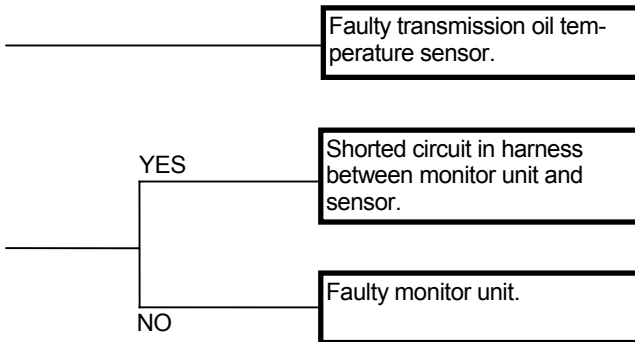 Faulty transmission oil tem-
perature sensor.
YES
Shorted circuit in harness
between monitor unit and
sensor.
Faulty monitor unit.
NO